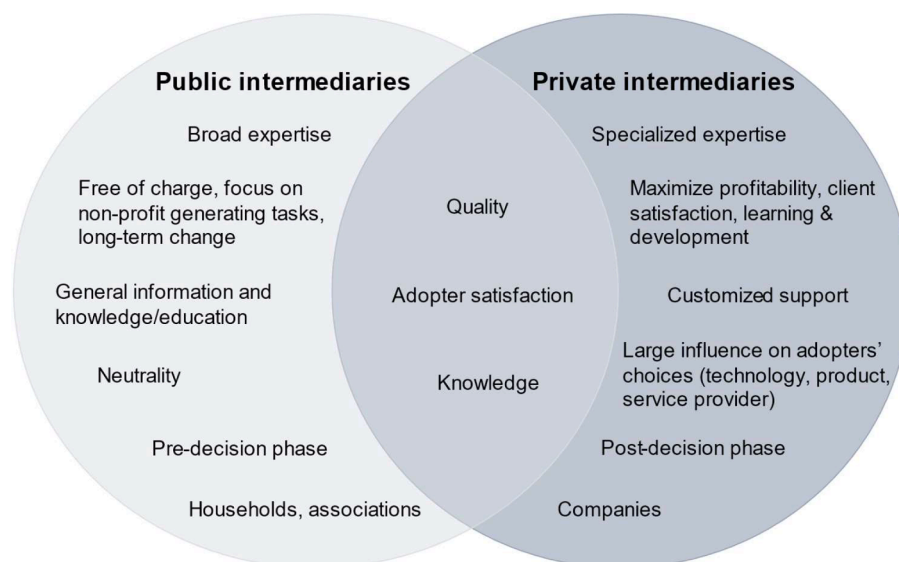 Public intermediaries
Broad expertise
Free of charge, focus on
non-profit generating tasks,
long-term change
General information and
knowledge/education
Neutrality
Pre-decision phase
Households, associations
Quality
Adopter satisfaction
Knowledge
Private intermediaries
Specialized expertise
Maximize profitability, client
satisfaction, learning &
development
Customized support
Large influence on adopters’
choices (technology, product,
service provider)
Post-decision phase
Companies